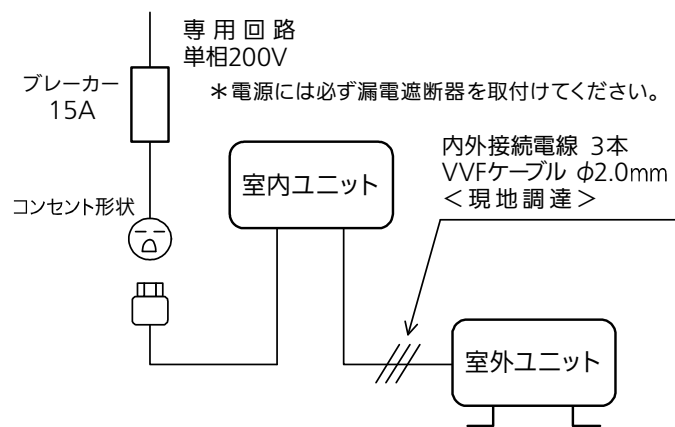 専用回路
単相200V
ブレーカー
15A
＊電源には必ず漏電遮断器を取付けてください。
内外接続電線 3本
VVFケーブル φ2.0mm
＜現地調達＞
室内ユニット
コンセント形状
室外ユニット